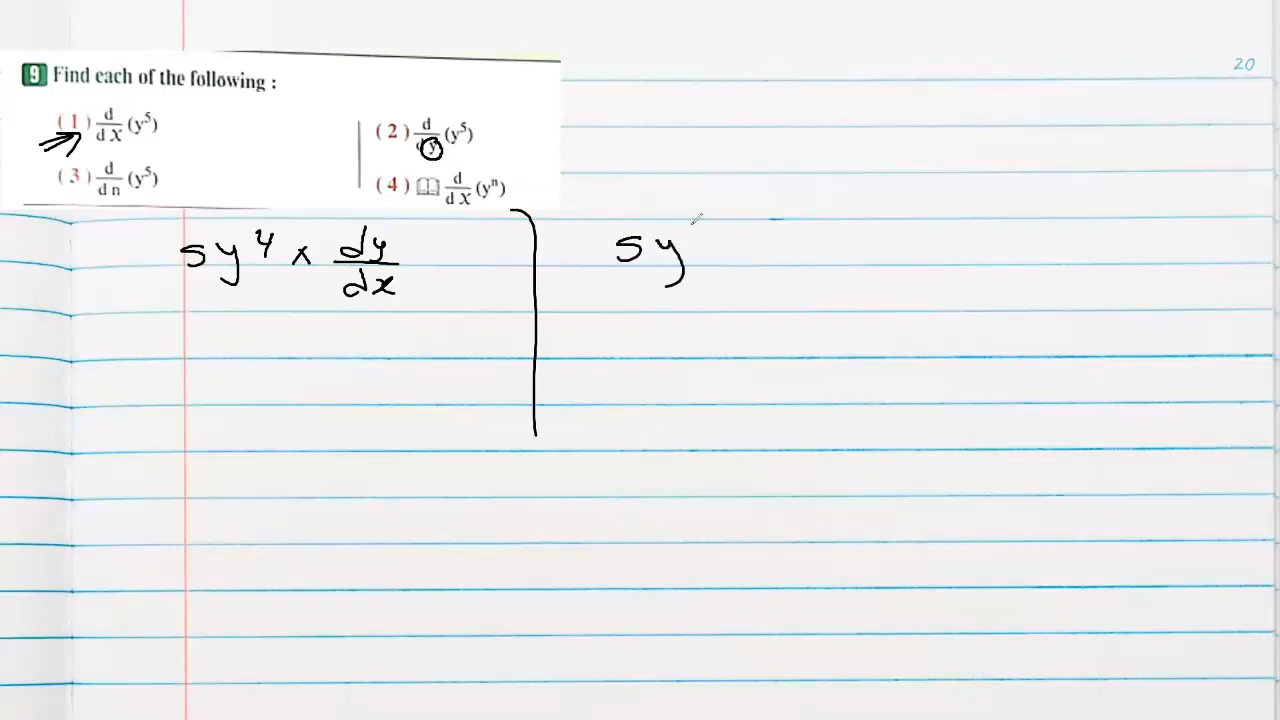 20
9 Find each of the following :
(1) d/dX (y⁵)
(2) d/dy (y⁵)
(3) d/dn (y⁵)
(4) d/dX (yⁿ)
5y⁴ × dy/dx
5y